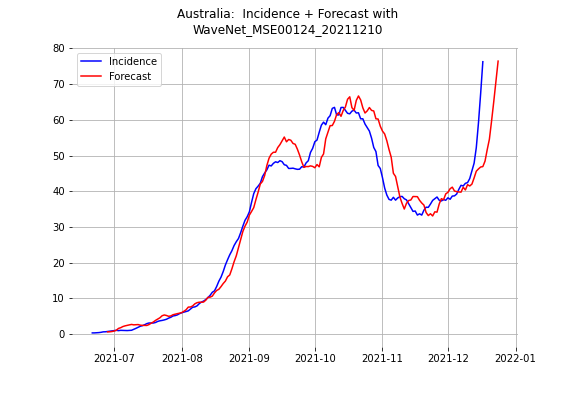 Australia:  Incidence + Forecast with
WaveNet_MSE00124_20211210
80
Incidence
Forecast
70
60
50
40
30
20
10
0
2021-07 2021-08 2021-09 2021-10 2021-11 2021-12 2022-01